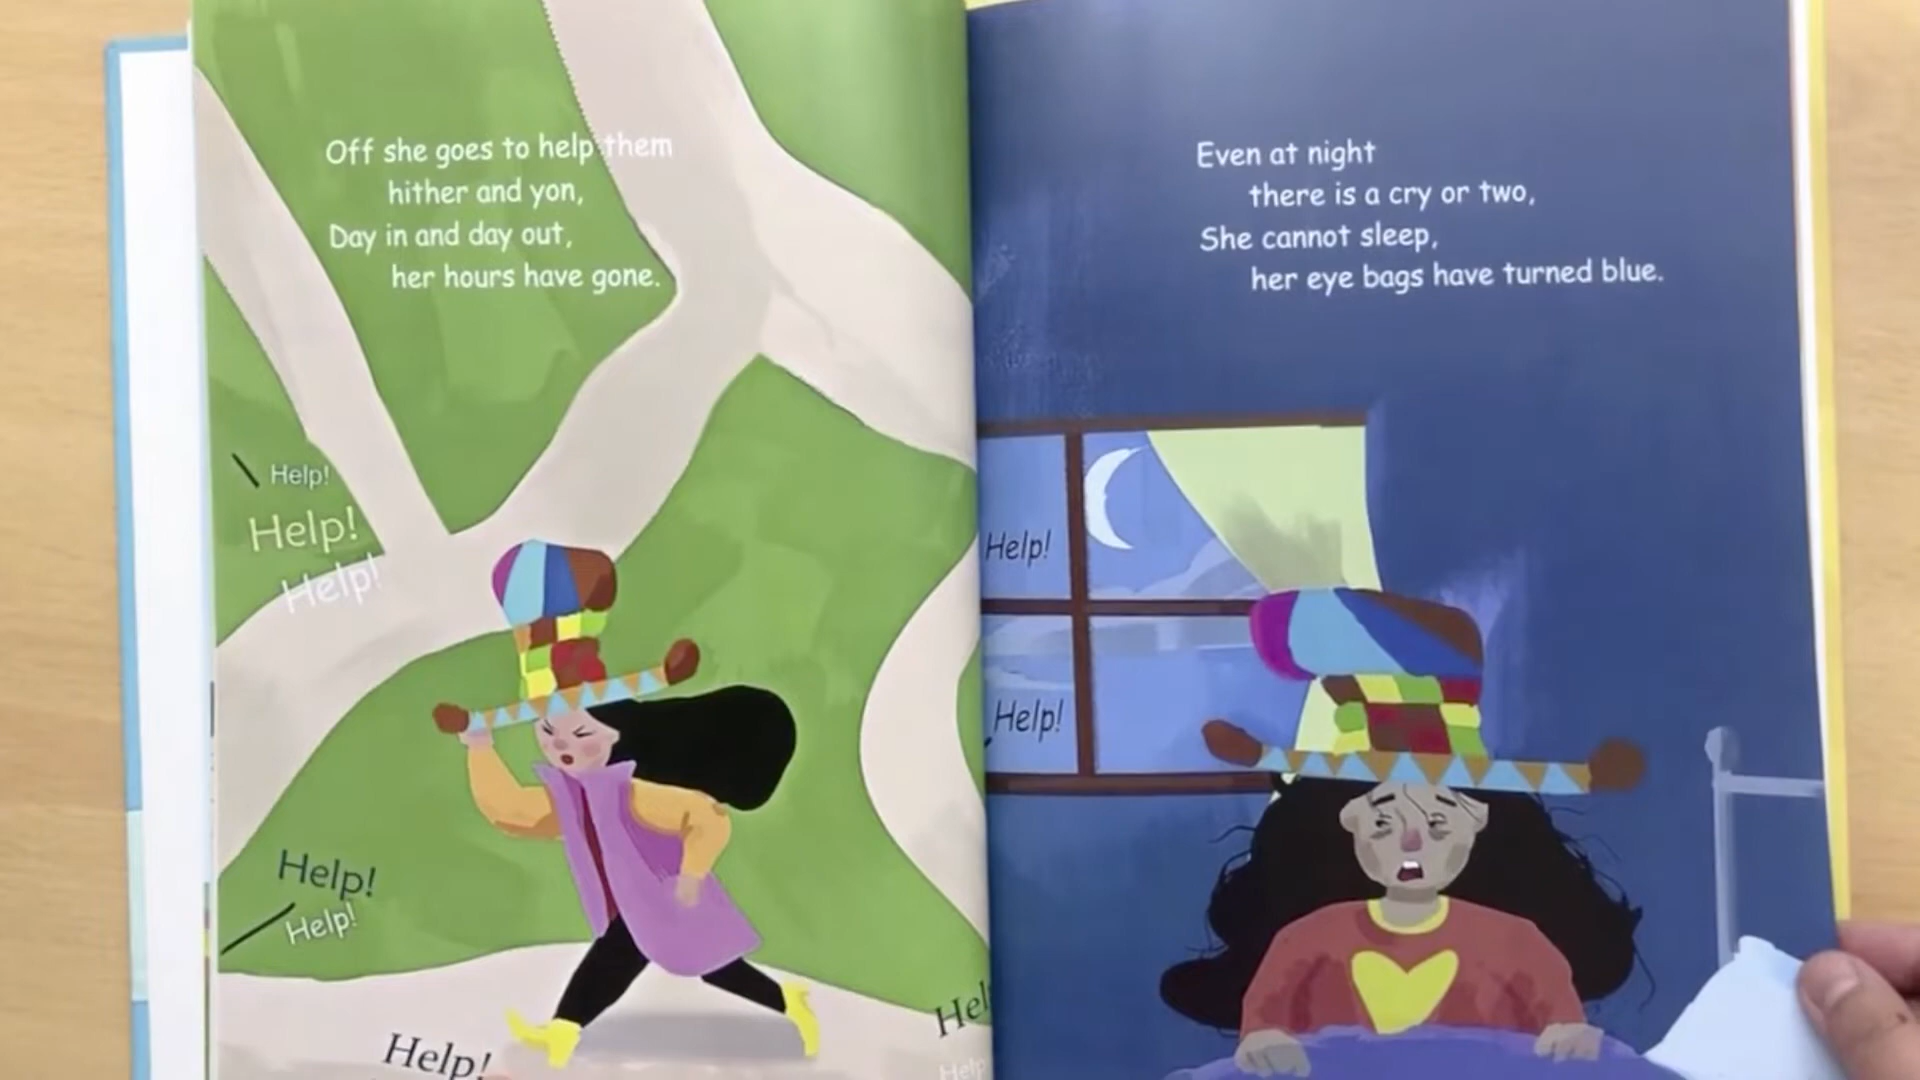 Off she goes to help them
hither and yon,
Day in and day out,
her hours have gone.
Help!
Help!
Help!
Help!
Help!
Help!
Even at night
there is a cry or two,
She cannot sleep,
her eye bags have turned blue.
Help!
Help!